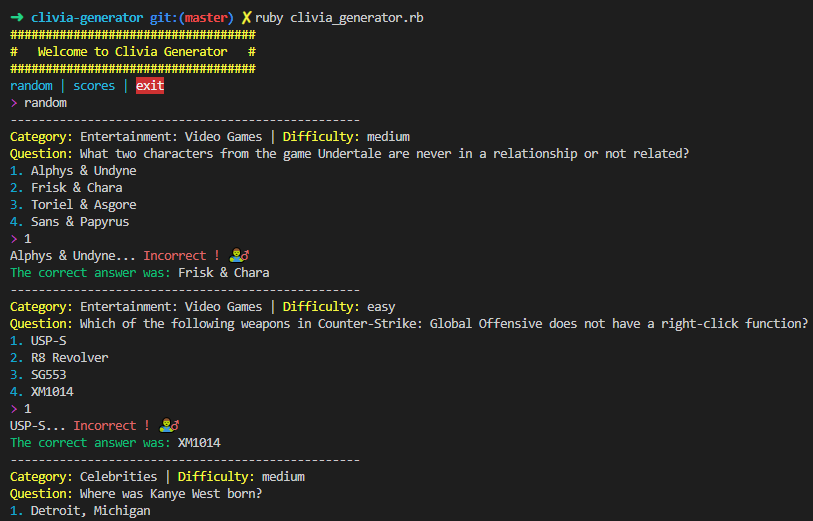 ➜ clivia-generator git:(master) ✗ ruby clivia_generator.rb
###################################
#   Welcome to Clivia Generator   #
###################################
random | scores | exit
> random
--------------------------------------------------
Category: Entertainment: Video Games | Difficulty: medium
Question: What two characters from the game Undertale are never in a relationship or not related?
1. Alphys & Undyne
2. Frisk & Chara
3. Toriel & Asgore
4. Sans & Papyrus
> 1
Alphys & Undyne... Incorrect ! 🤷‍♂
The correct answer was: Frisk & Chara
--------------------------------------------------
Category: Entertainment: Video Games | Difficulty: easy
Question: Which of the following weapons in Counter-Strike: Global Offensive does not have a right-click function?
1. USP-S
2. R8 Revolver
3. SG553
4. XM1014
> 1
USP-S... Incorrect ! 🤷‍♂
The correct answer was: XM1014
--------------------------------------------------
Category: Celebrities | Difficulty: medium
Question: Where was Kanye West born?
1. Detroit, Michigan